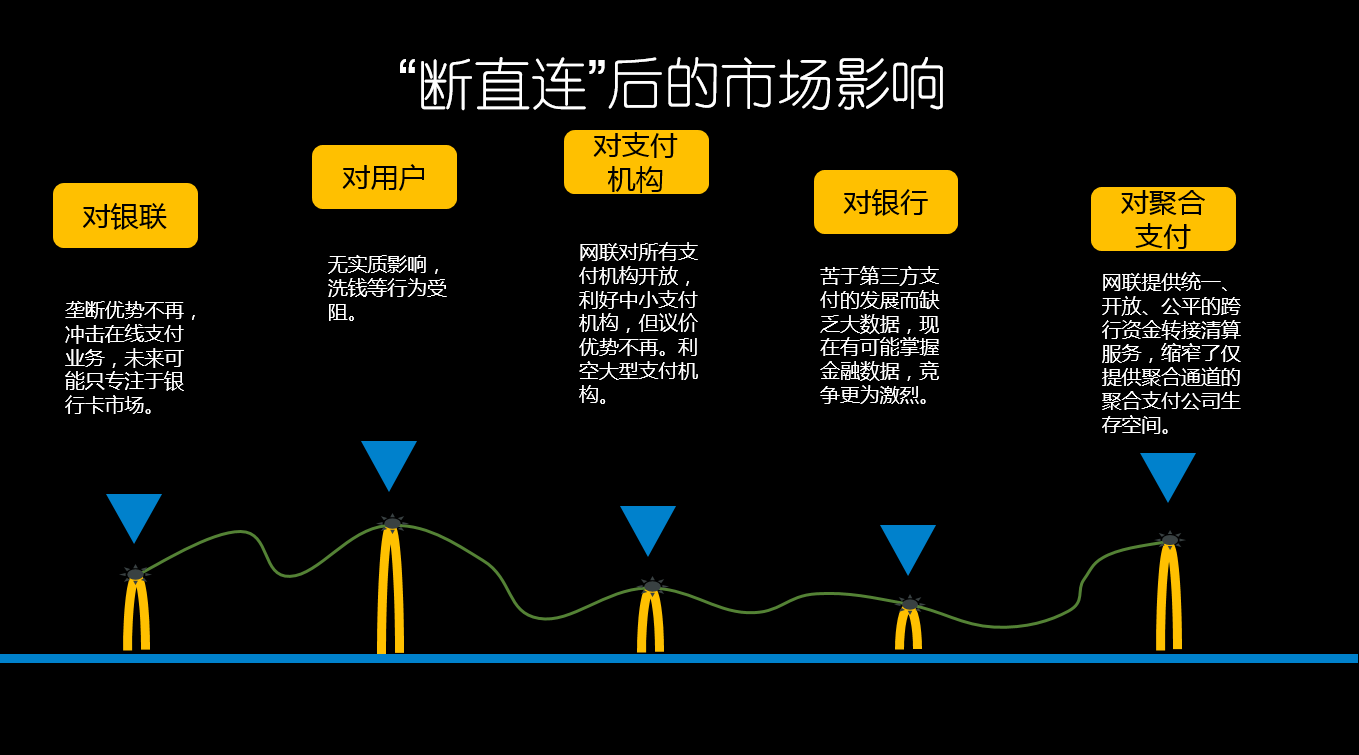 “断直连”后的市场影响
对银联
垄断优势不再，
冲击在线支付
业务，未来可
能只专注于银
行卡市场。
对用户
无实质影响，
洗钱等行为受
阻。
对支付
机构
网联对所有支
付机构开放，
利好中小支付
机构，但议价
优势不再。利
空大型支付机
构。
对银行
苦于第三方支
付的发展而缺
乏大数据，现
在有可能掌握
金融数据，竞
争更为激烈。
对聚合
支付
网联提供统一、
开放、公平的跨
行资金转接清算
服务，缩窄了仅
提供聚合通道的
聚合支付公司生
存空间。